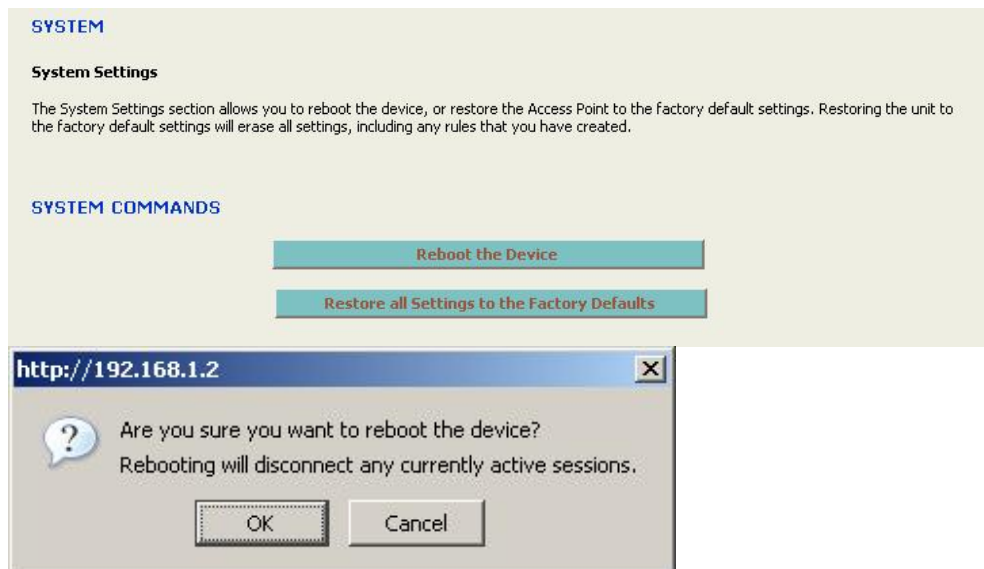 SYSTEM
System Settings
The System Settings section allows you to reboot the device, or restore the Access Point to the factory default settings. Restoring the unit to
the factory default settings will erase all settings, including any rules that you have created.
SYSTEM COMMANDS
Reboot the Device
Restore all Settings to the Factory Defaults
http://192.168.1.2
Are you sure you want to reboot the device?
Rebooting will disconnect any currently active sessions.
OK
Cancel